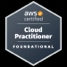 aws
certified
Cloud
Practitioner
FOUNDATIONAL